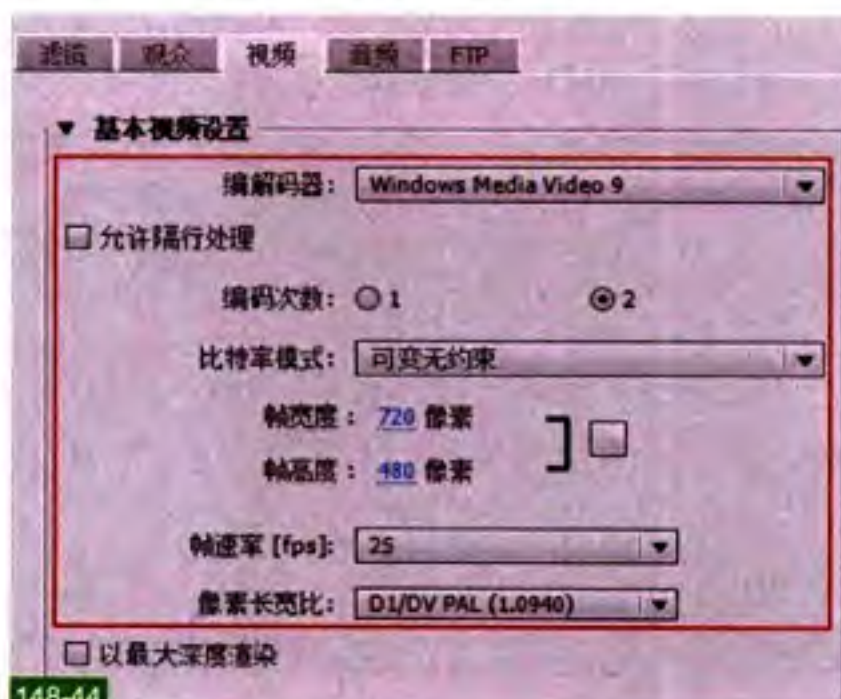 滤镜 观众 视频 音频 FTP
▼ 基本视频设置
编解码器: Windows Media Video 9
允许隔行处理
编码次数: 1 2
比特率模式: 可变无约束
帧宽度: 720 像素
帧高度: 480 像素
帧速率 [fps]: 25
像素长宽比: D1/DV PAL (1.0940)
以最大深度渲染
148-44